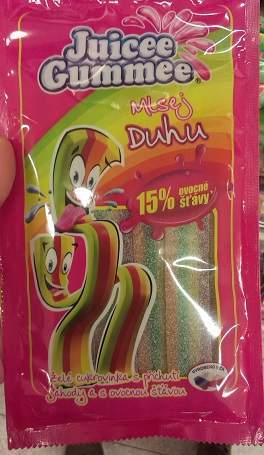 Juicee
Gummee®
Mlsej
Duhu
15% ovocné
šťávy
želé cukrovinka s příchutí
jahody a s ovocnou šťávou